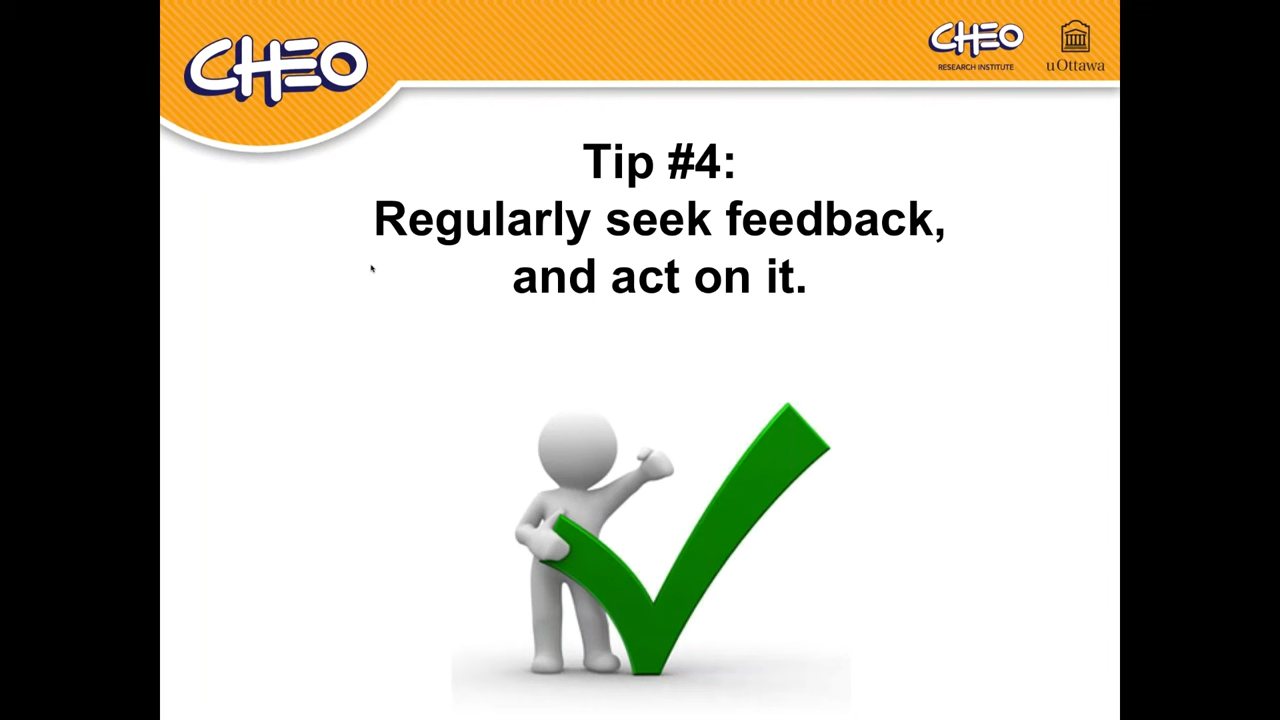 CHEO
CHEO
RESEARCH INSTITUTE
uOttawa
Tip #4:
Regularly seek feedback,
and act on it.